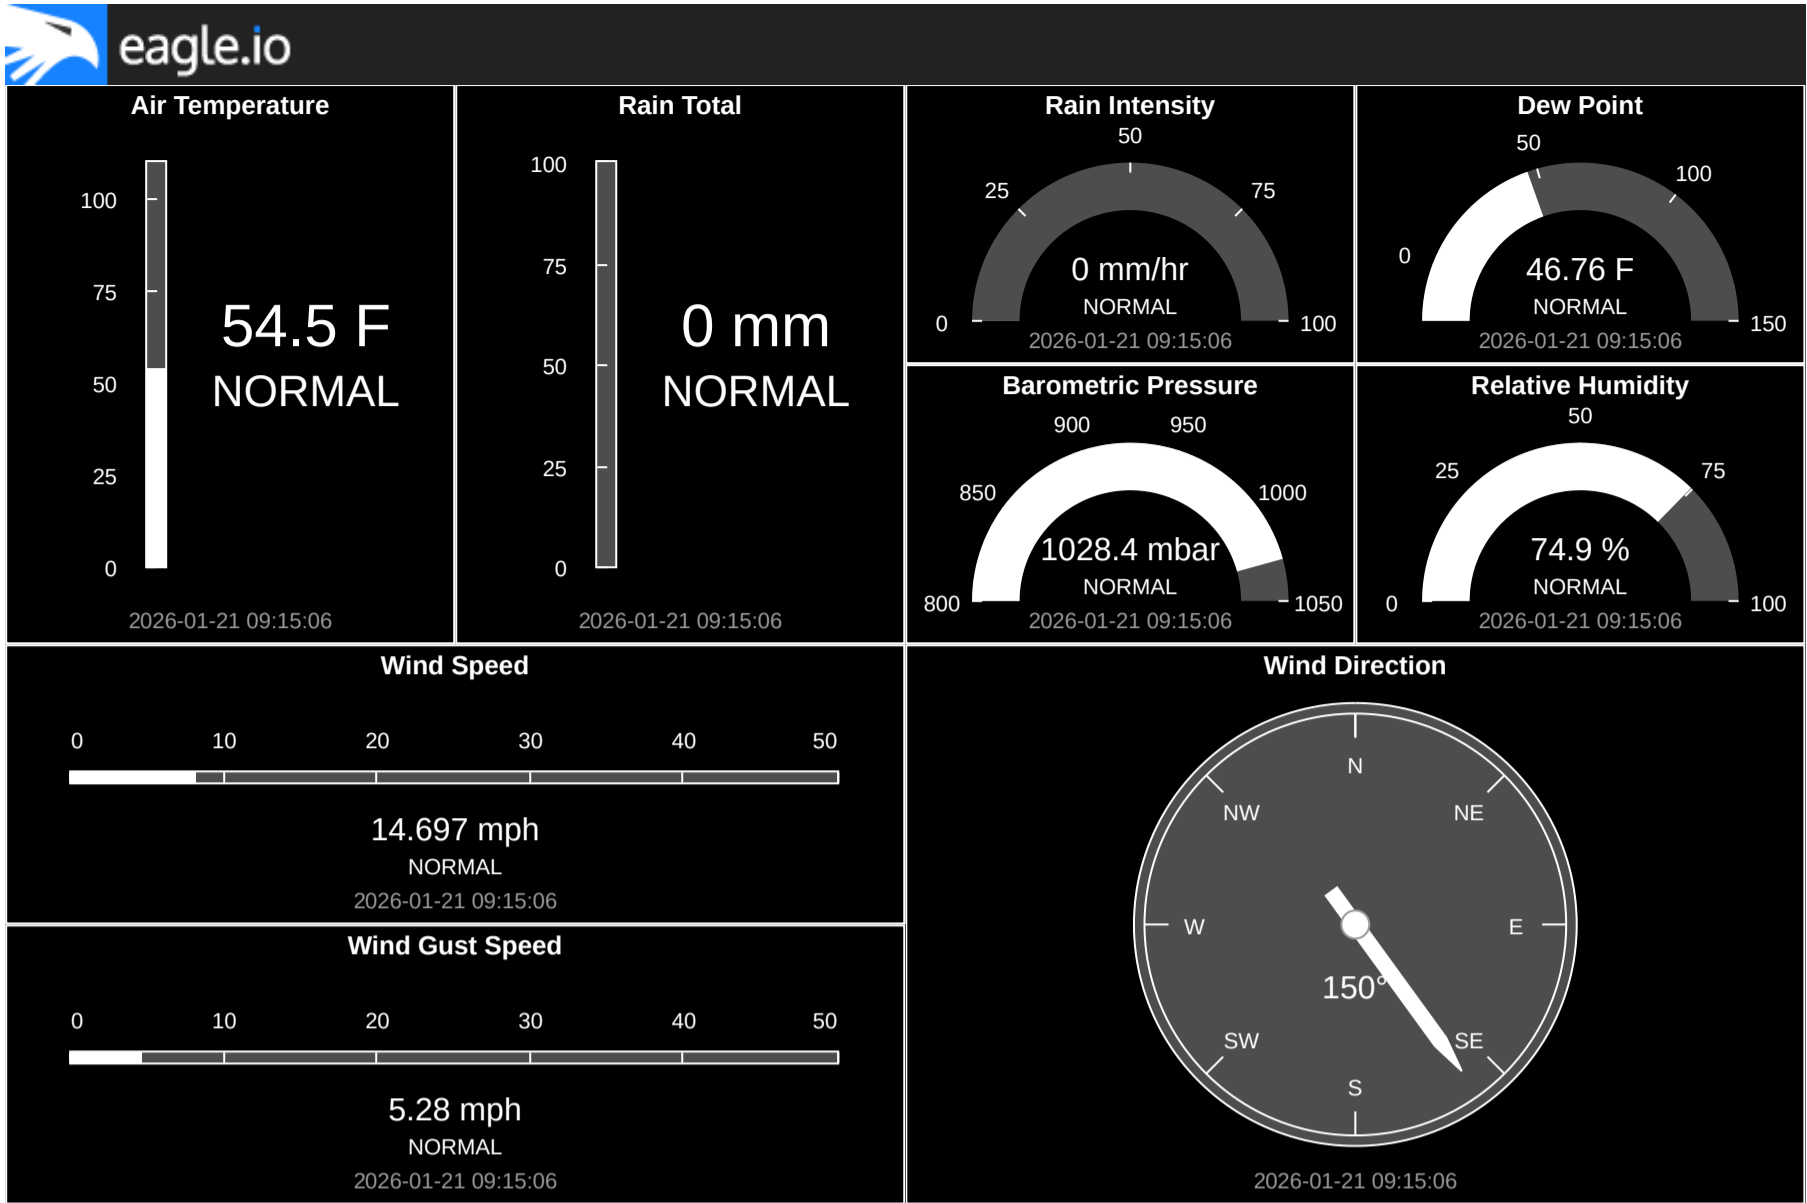 eagle.io
Air Temperature
100
75
50
25
0
54.5 F
NORMAL
2026-01-21 09:15:06
Rain Total
100
75
50
25
0
0 mm
NORMAL
2026-01-21 09:15:06
Rain Intensity
50
25
75
0
100
0 mm/hr
NORMAL
2026-01-21 09:15:06
Dew Point
50
100
0
150
46.76 F
NORMAL
2026-01-21 09:15:06
Barometric Pressure
900
950
850
1000
800
1050
1028.4 mbar
NORMAL
2026-01-21 09:15:06
Relative Humidity
50
25
75
0
100
74.9 %
NORMAL
2026-01-21 09:15:06
Wind Speed
0 10 20 30 40 50
14.697 mph
NORMAL
2026-01-21 09:15:06
Wind Gust Speed
0 10 20 30 40 50
5.28 mph
NORMAL
2026-01-21 09:15:06
Wind Direction
N
NW
NE
W
E
150°
SW
SE
S
2026-01-21 09:15:06